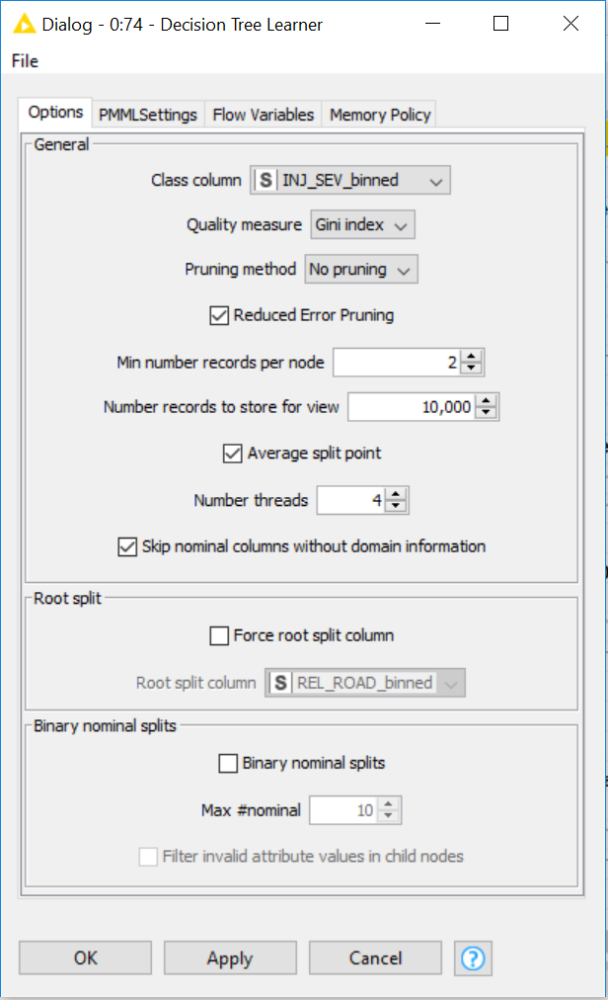 Dialog - 0:74 - Decision Tree Learner
File
Options PMMLSettings Flow Variables Memory Policy
General
Class column S INJ_SEV_binned
Quality measure Gini index
Pruning method No pruning
Reduced Error Pruning
Min number records per node 2
Number records to store for view 10,000
Average split point
Number threads 4
Skip nominal columns without domain information
Root split
Force root split column
Root split column S REL_ROAD_binned
Binary nominal splits
Binary nominal splits
Max #nominal 10
Filter invalid attribute values in child nodes
OK Apply Cancel ?